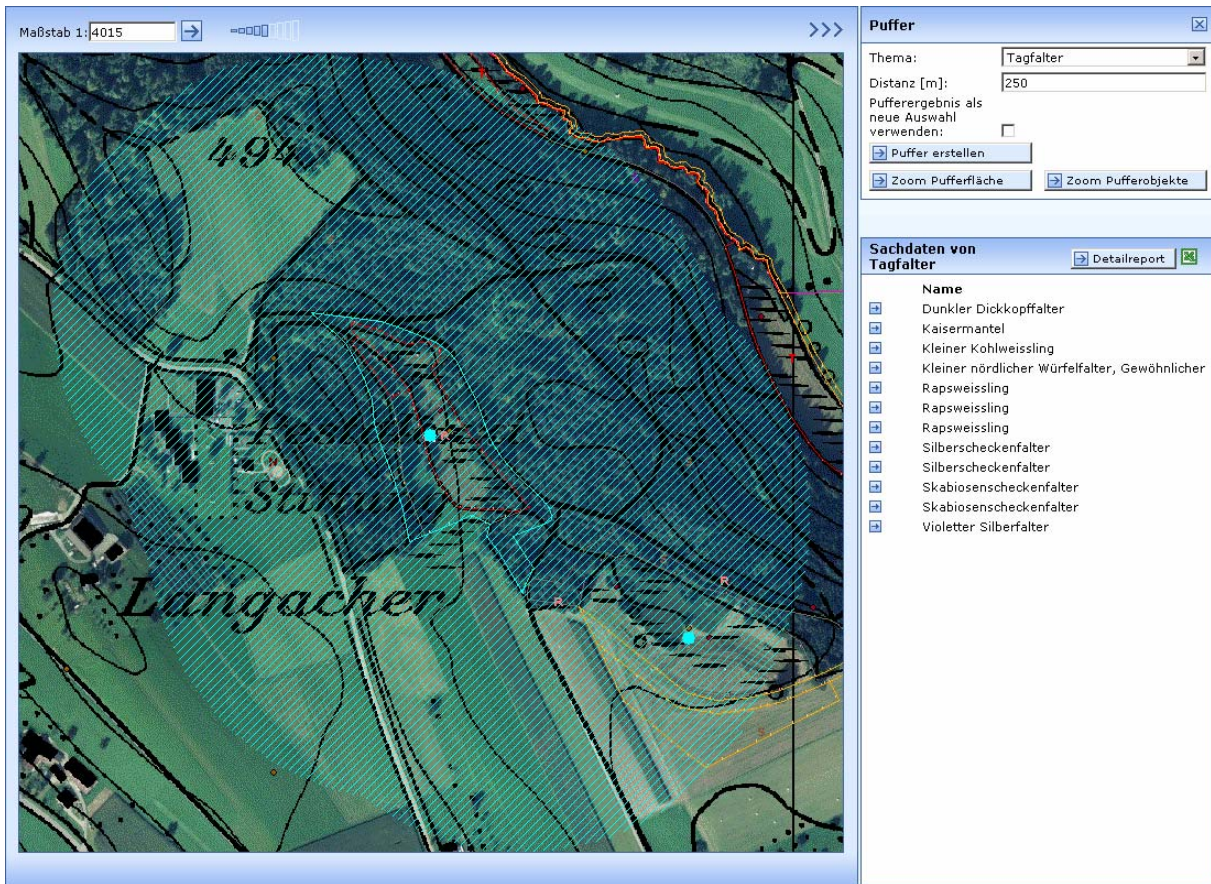 Maßstab 1: 4015
>>>
494
Stift
Langacher
R
R
R
S
Puffer
Thema: Tagfalter
Distanz [m]: 250
Pufferergebnis als
neue Auswahl
verwenden:
Puffer erstellen
Zoom Pufferfläche Zoom Pufferobjekte
Sachdaten von
Tagfalter
Detailreport
Name
Dunkler Dickkopffalter
Kaisermantel
Kleiner Kohlweissling
Kleiner nördlicher Würfelfalter, Gewöhnlicher
Rapsweissling
Rapsweissling
Rapsweissling
Silberscheckenfalter
Silberscheckenfalter
Skabiosenscheckenfalter
Skabiosenscheckenfalter
Violetter Silberfalter